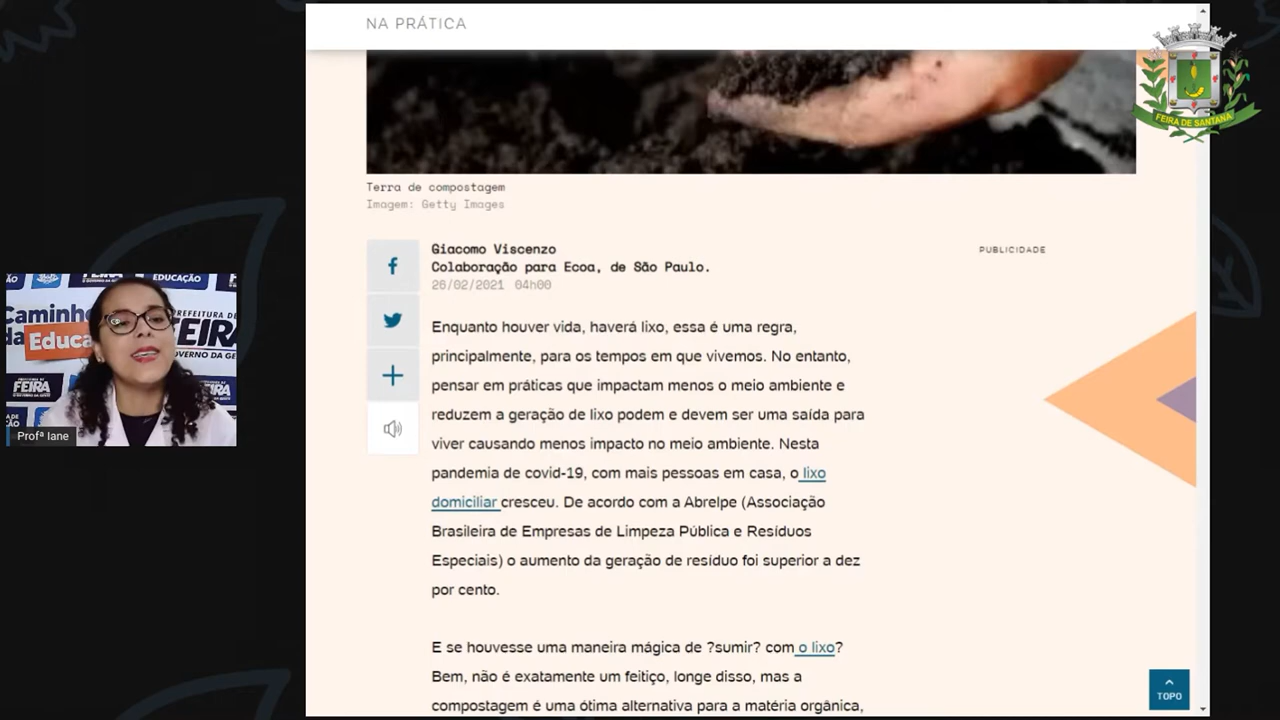 NA PRÁTICA
FEIRA DE SANTANA
Terra de compostagem
Imagem: Getty Images
Giacomo Viscenzo
Colaboração para Ecoa, de São Paulo.
26/02/2021 04h00
PUBLICIDADE
Enquanto houver vida, haverá lixo, essa é uma regra,
principalmente, para os tempos em que vivemos. No entanto,
pensar em práticas que impactam menos o meio ambiente e
reduzem a geração de lixo podem e devem ser uma saída para
viver causando menos impacto no meio ambiente. Nesta
pandemia de covid-19, com mais pessoas em casa, o lixo
domiciliar cresceu. De acordo com a Abrelpe (Associação
Brasileira de Empresas de Limpeza Pública e Resíduos
Especiais) o aumento da geração de resíduo foi superior a dez
por cento.
E se houvesse uma maneira mágica de ?sumir? com o lixo?
Bem, não é exatamente um feitiço, longe disso, mas a
compostagem é uma ótima alternativa para a matéria orgânica,
TOPO
EDUCAÇÃO
Caminho
da
Educa
PREFEITURA DE
FEIRA
Profª Iane